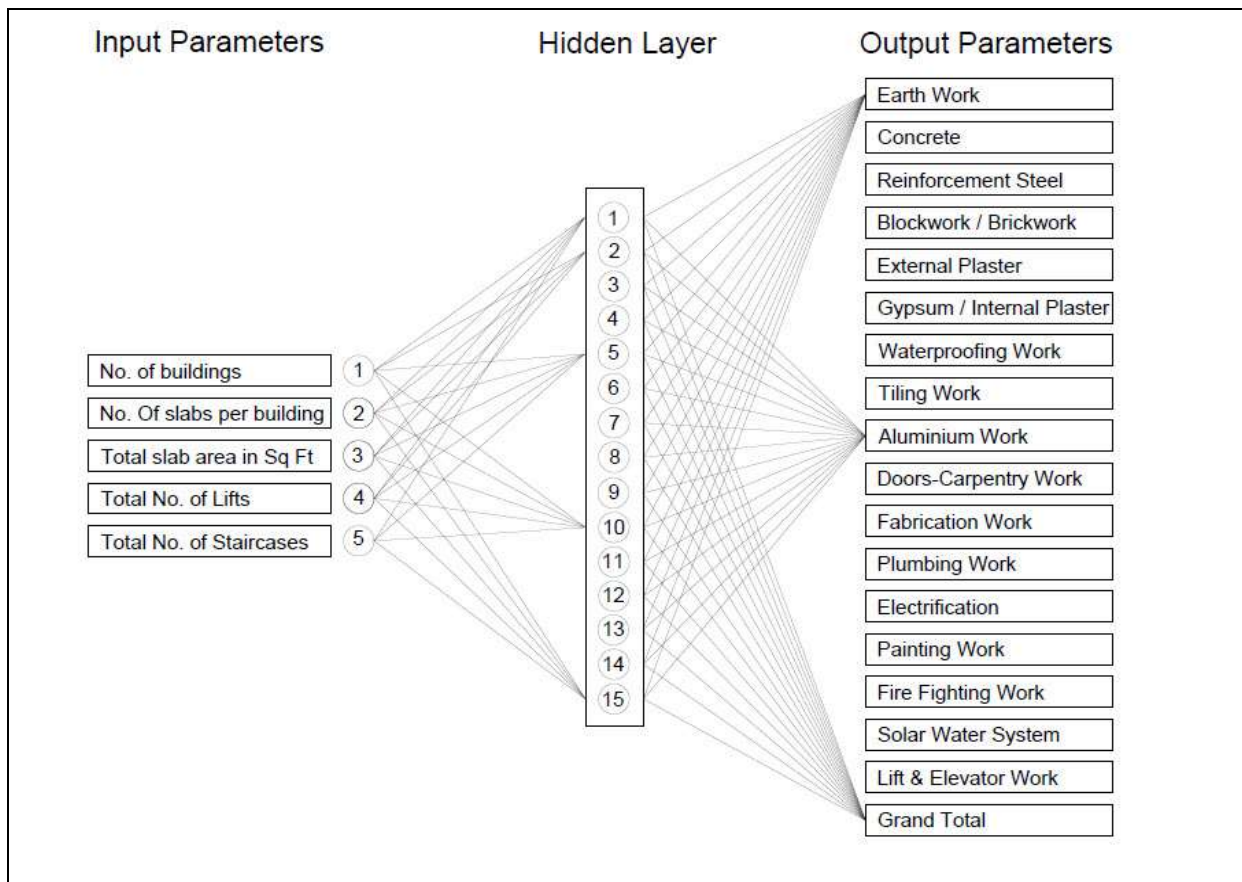 Input Parameters
Hidden Layer
Output Parameters
No. of buildings
No. Of slabs per building
Total slab area in Sq Ft
Total No. of Lifts
Total No. of Staircases
1
2
3
4
5
1
2
3
4
5
6
7
8
9
10
11
12
13
14
15
Earth Work
Concrete
Reinforcement Steel
Blockwork / Brickwork
External Plaster
Gypsum / Internal Plaster
Waterproofing Work
Tiling Work
Aluminium Work
Doors-Carpentry Work
Fabrication Work
Plumbing Work
Electrification
Painting Work
Fire Fighting Work
Solar Water System
Lift & Elevator Work
Grand Total